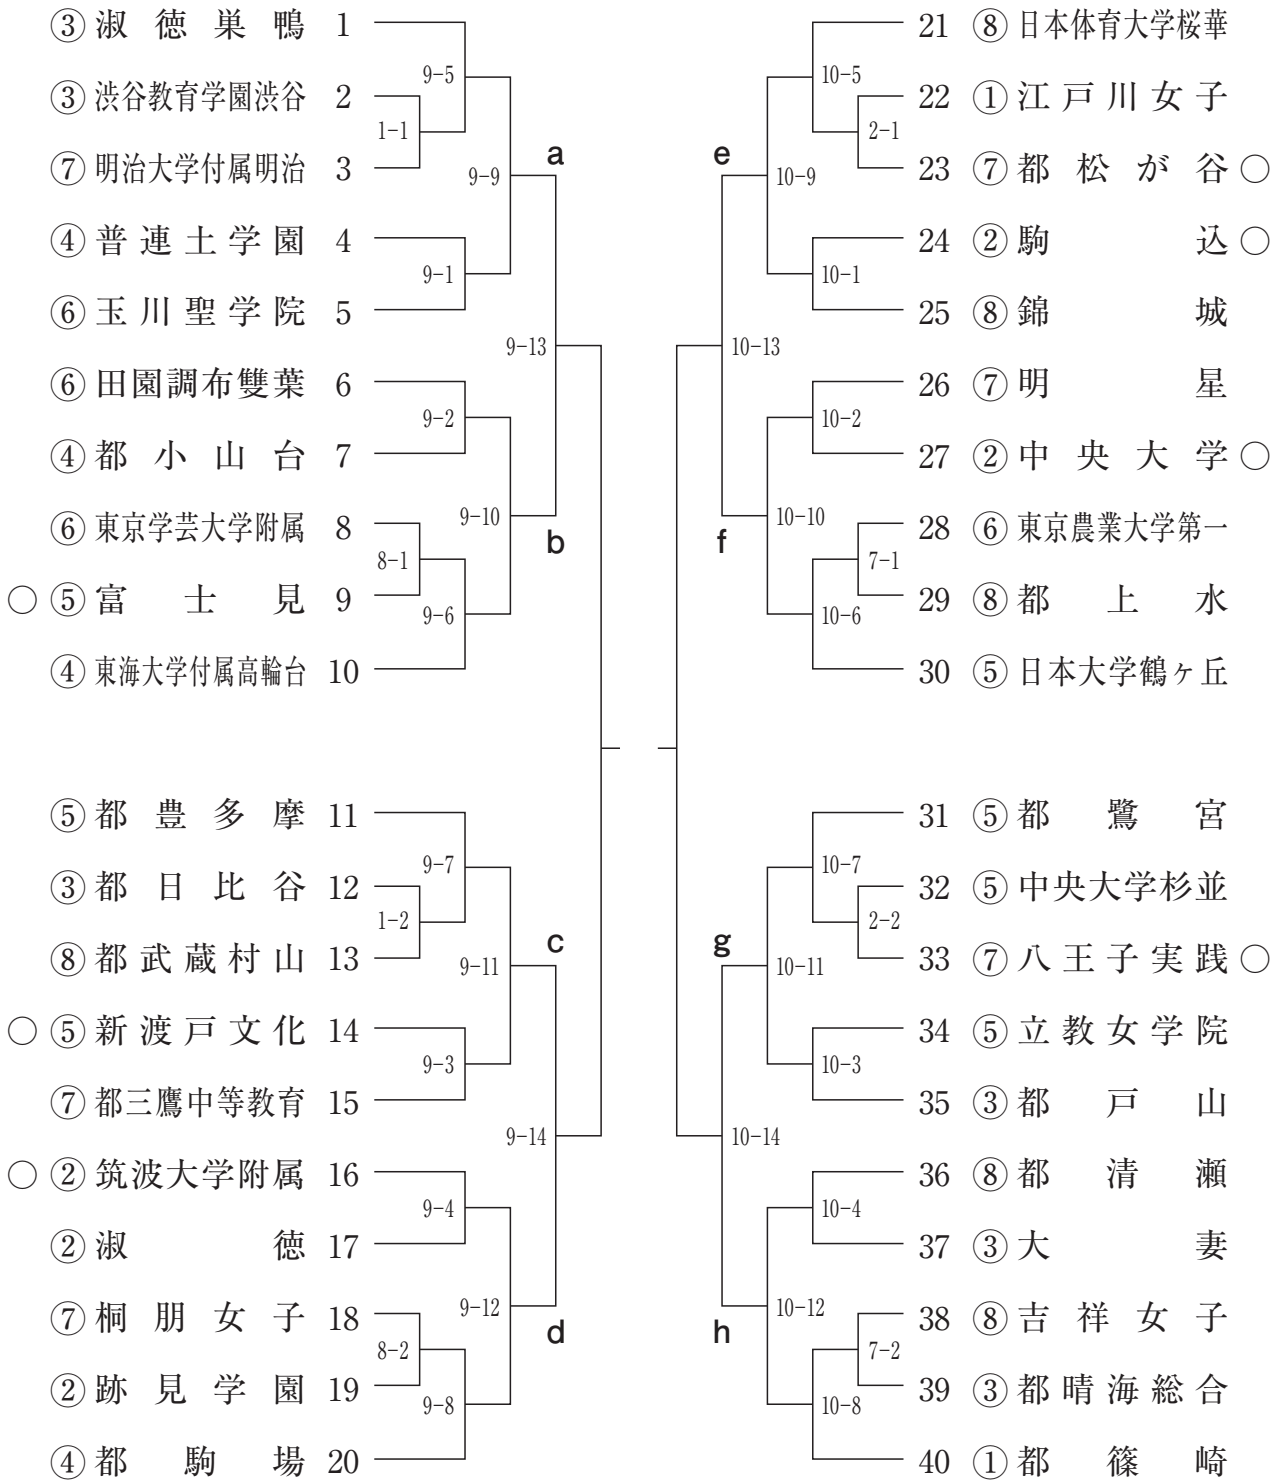 ③ 淑徳巣鴨 1
③ 渋谷教育学園渋谷 2
⑦ 明治大学付属明治 3
④ 普連土学園 4
⑥ 玉川聖学院 5
⑥ 田園調布雙葉 6
④ 都小山台 7
⑥ 東京学芸大学附属 8
○ ⑤ 富士見 9
④ 東海大学付属高輪台 10
⑤ 都豊多摩 11
③ 都日比谷 12
⑧ 都武蔵村山 13
○ ⑤ 新渡戸文化 14
⑦ 都三鷹中等教育 15
○ ② 筑波大学附属 16
② 淑徳 17
⑦ 桐朋女子 18
② 跡見学園 19
④ 都駒場 20
9-5
1-1
9-9
a
9-1
9-13
9-2
9-10
b
8-1
9-6
9-7
1-2
9-11
c
9-3
9-14
9-4
9-12
d
8-2
9-8
e
10-5
2-1
10-9
10-1
10-13
10-2
10-10
f
7-1
10-6
10-7
2-2
g
10-11
10-3
10-14
10-4
10-12
h
7-2
10-8
21 ⑧ 日本体育大学桜華
22 ① 江戸川女子
23 ⑦ 都松が谷 ○
24 ② 駒込 ○
25 ⑧ 錦城
26 ⑦ 明星
27 ② 中央大学 ○
28 ⑥ 東京農業大学第一
29 ⑧ 都上水
30 ⑤ 日本大学鶴ヶ丘
31 ⑤ 都鷺宮
32 ⑤ 中央大学杉並
33 ⑦ 八王子実践 ○
34 ⑤ 立教女学院
35 ③ 都戸山
36 ⑧ 都清瀬
37 ③ 大妻
38 ⑧ 吉祥女子
39 ③ 都晴海総合
40 ① 都篠崎